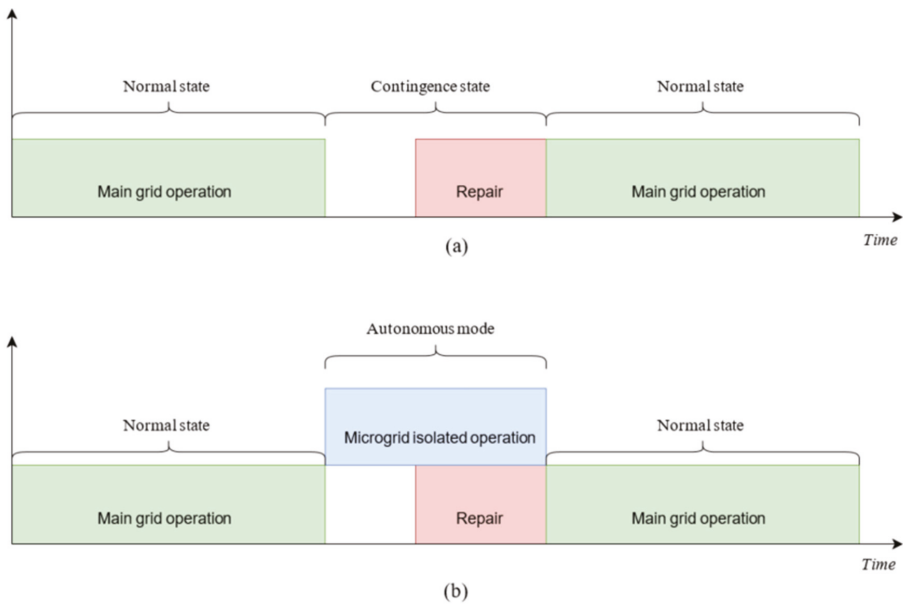 Normal state
Contingence state
Normal state
Main grid operation
Repair
Main grid operation
Time
(a)
Autonomous mode
Microgrid isolated operation
Normal state
Normal state
Main grid operation
Repair
Main grid operation
Time
(b)